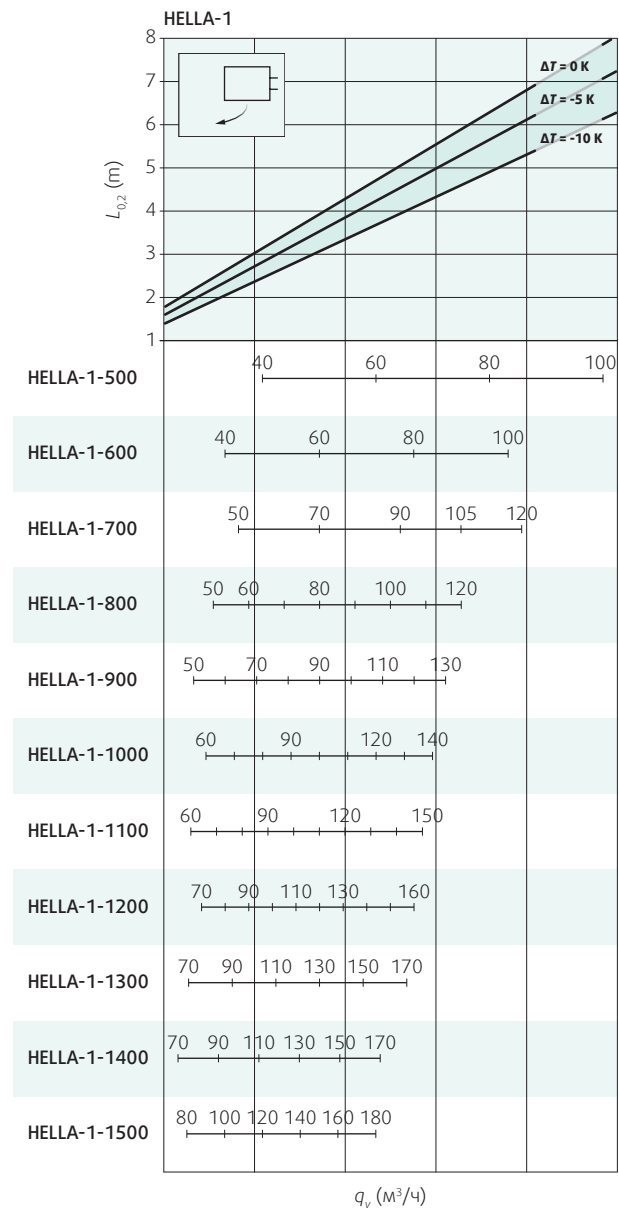 HELLA-1
8
7
6
5
4
3
2
1
L0,2 (m)
ΔT = 0 K
ΔT = -5 K
ΔT = -10 K
HELLA-1-500
40 60 80 100
HELLA-1-600
40 60 80 100
HELLA-1-700
50 70 90 105 120
HELLA-1-800
50 60 80 100 120
HELLA-1-900
50 70 90 110 130
HELLA-1-1000
60 90 120 140
HELLA-1-1100
60 90 120 150
HELLA-1-1200
70 90 110 130 160
HELLA-1-1300
70 90 110 130 150 170
HELLA-1-1400
70 90 110 130 150 170
HELLA-1-1500
80 100 120 140 160 180
qv (м³/ч)